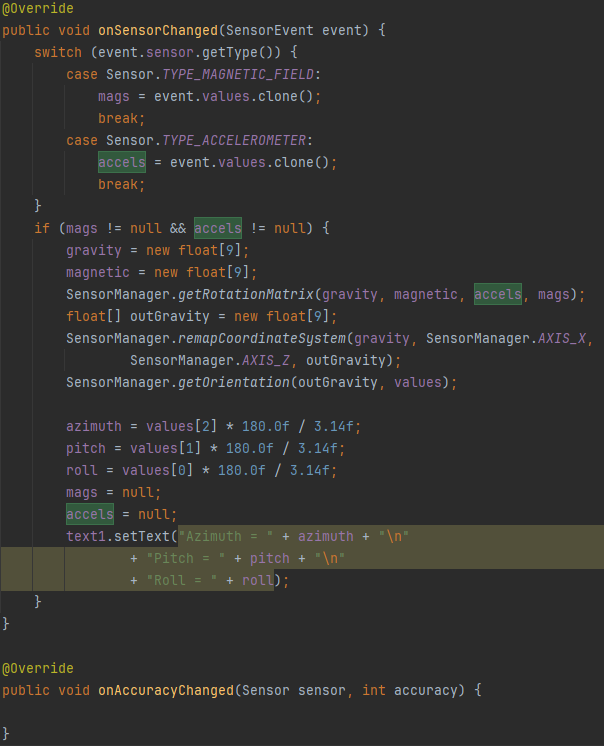 @Override
public void onSensorChanged(SensorEvent event) {
    switch (event.sensor.getType()) {
        case Sensor.TYPE_MAGNETIC_FIELD:
            mags = event.values.clone();
            break;
        case Sensor.TYPE_ACCELEROMETER:
            accels = event.values.clone();
            break;
    }
    if (mags != null && accels != null) {
        gravity = new float[9];
        magnetic = new float[9];
        SensorManager.getRotationMatrix(gravity, magnetic, accels, mags);
        float[] outGravity = new float[9];
        SensorManager.remapCoordinateSystem(gravity, SensorManager.AXIS_X,
                SensorManager.AXIS_Z, outGravity);
        SensorManager.getOrientation(outGravity, values);

        azimuth = values[2] * 180.0f / 3.14f;
        pitch = values[1] * 180.0f / 3.14f;
        roll = values[0] * 180.0f / 3.14f;
        mags = null;
        accels = null;
        text1.setText("Azimuth = " + azimuth + "\n"
                + "Pitch = " + pitch + "\n"
                + "Roll = " + roll);
    }
}

@Override
public void onAccuracyChanged(Sensor sensor, int accuracy) {

}